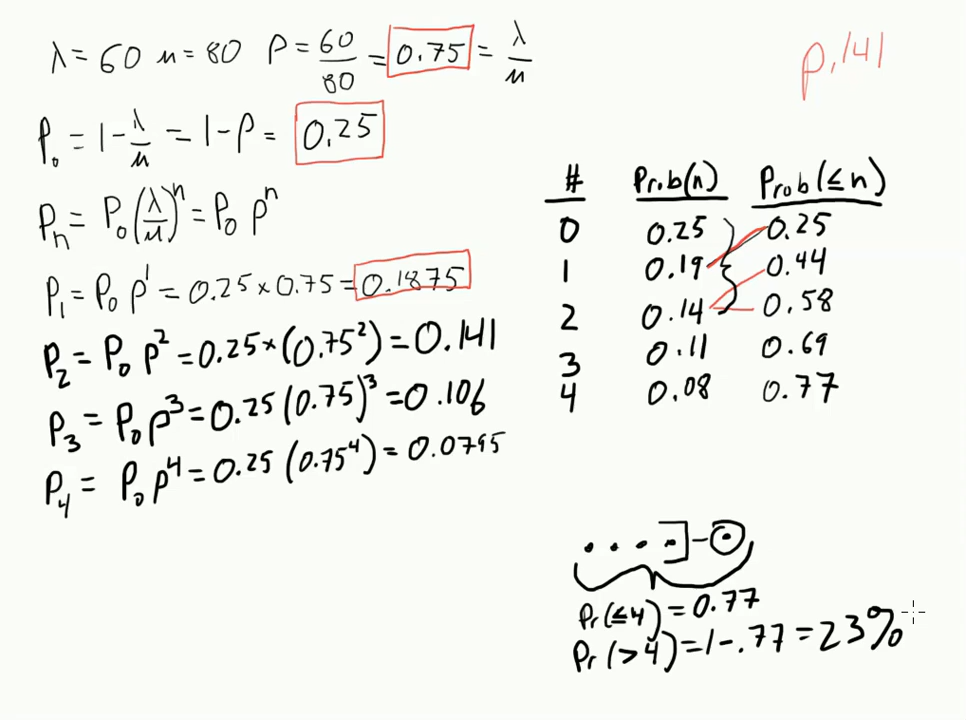 λ = 60 μ = 80 ρ = 60/80 = 0.75 = λ/μ
p.141
P₀ = 1 - λ/μ = 1 - ρ = 0.25
Pₙ = P₀(λ/μ)ⁿ = P₀ ρⁿ
P₁ = P₀ ρ¹ = 0.25 × 0.75 = 0.1875
P₂ = P₀ ρ² = 0.25 × (0.75²) = 0.141
P₃ = P₀ ρ³ = 0.25 (0.75)³ = 0.106
P₄ = P₀ ρ⁴ = 0.25 (0.75⁴) = 0.0795
# Prob(n) Prob(≤n)
0 0.25 0.25
1 0.19 0.44
2 0.14 0.58
3 0.11 0.69
4 0.08 0.77
Pr(≤4) = 0.77
Pr(>4) = 1 - .77 = 23%